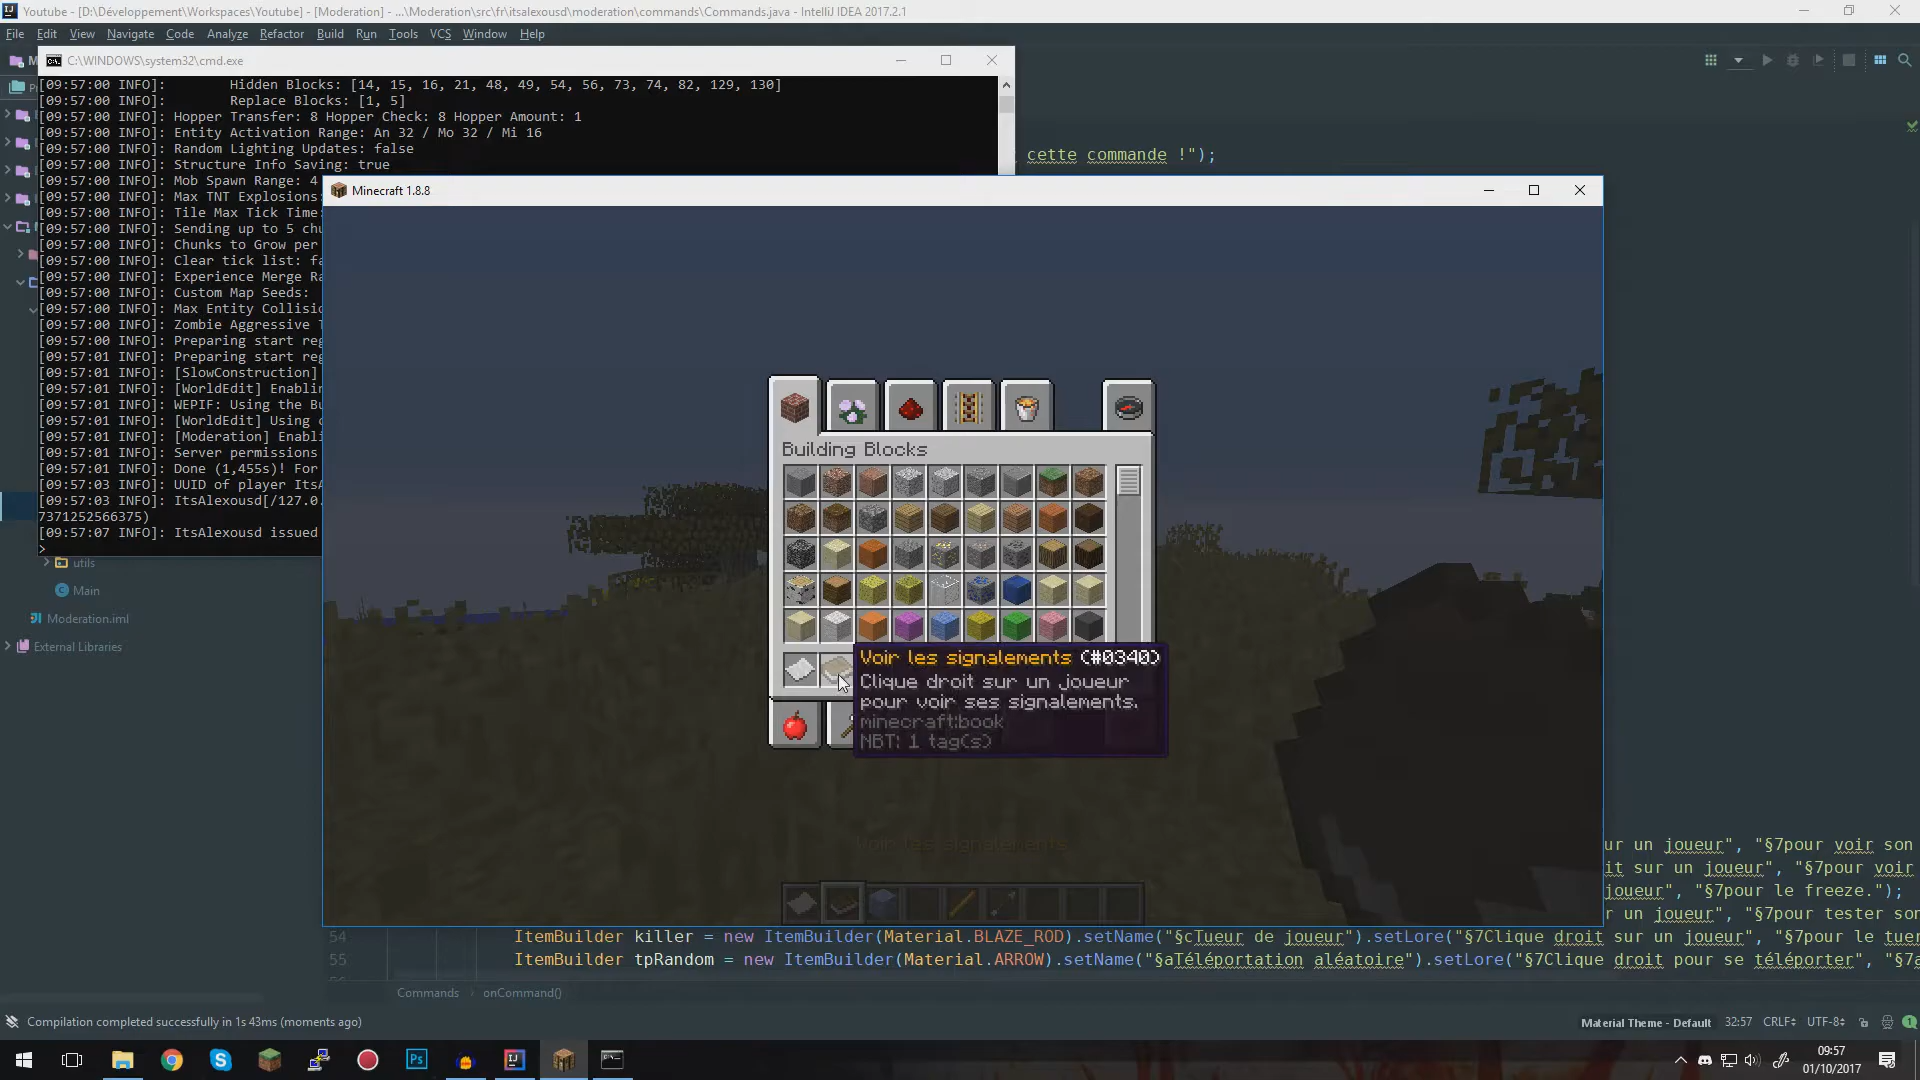 Youtube - [D:\Développement\Workspaces\Youtube] - [Moderation] - ...\Moderation\src\fr\itsalexousd\moderation\commands\Commands.java - IntelliJ IDEA 2017.2.1
File Edit View Navigate Code Analyze Refactor Build Run Tools VCS Window Help
C:\WINDOWS\system32\cmd.exe
[09:57:00 INFO]: Hidden Blocks: [14, 15, 16, 21, 48, 49, 54, 56, 73, 74, 82, 129, 130]
[09:57:00 INFO]: Replace Blocks: [1, 5]
[09:57:00 INFO]: Hopper Transfer: 8 Hopper Check: 8 Hopper Amount: 1
[09:57:00 INFO]: Entity Activation Range: An 32 / Mo 32 / Mi 16
[09:57:00 INFO]: Random Lighting Updates: false
[09:57:00 INFO]: Structure Info Saving: true
[09:57:00 INFO]: Mob Spawn Range: 4
[09:57:00 INFO]: Max TNT Explosions:
[09:57:00 INFO]: Tile Max Tick Time:
[09:57:00 INFO]: Sending up to 5 chu
[09:57:00 INFO]: Chunks to Grow per
[09:57:00 INFO]: Clear tick list: fa
[09:57:00 INFO]: Experience Merge Ra
[09:57:00 INFO]: Custom Map Seeds:
[09:57:00 INFO]: Max Entity Collisio
[09:57:00 INFO]: Zombie Aggressive T
[09:57:00 INFO]: Preparing start reg
[09:57:01 INFO]: Preparing start reg
[09:57:01 INFO]: [SlowConstruction]
[09:57:01 INFO]: [WorldEdit] Enablin
[09:57:01 INFO]: WEPIF: Using the Bu
[09:57:01 INFO]: [WorldEdit] Using c
[09:57:01 INFO]: [Moderation] Enabli
[09:57:01 INFO]: Server permissions
[09:57:01 INFO]: Done (1,455s)! For
[09:57:03 INFO]: UUID of player ItsA
[09:57:03 INFO]: ItsAlexousd[/127.0.
7371252566375)
[09:57:07 INFO]: ItsAlexousd issued
>
cette commande !");
Minecraft 1.8.8
Building Blocks
Voir les signalements (#0340)
Clique droit sur un joueur
pour voir ses signalements.
minecraft:book
NBT: 1 tag(s)
Voir les signalements
utils
Main
Moderation.iml
External Libraries
ur un joueur", "§7pour voir son
it sur un joueur", "§7pour voir
joueur", "§7pour le freeze.");
r un joueur", "§7pour tester son
54 ItemBuilder killer = new ItemBuilder(Material.BLAZE_ROD).setName("§cTueur de joueur").setLore("§7Clique droit sur un joueur", "§7pour le tuer
55 ItemBuilder tpRandom = new ItemBuilder(Material.ARROW).setName("§aTéléportation aléatoire").setLore("§7Clique droit pour se téléporter", "§7a
Commands › onCommand()
Compilation completed successfully in 1s 43ms (moments ago)
Material Theme - Default 32:57 CRLF UTF-8 1
09:57
01/10/2017